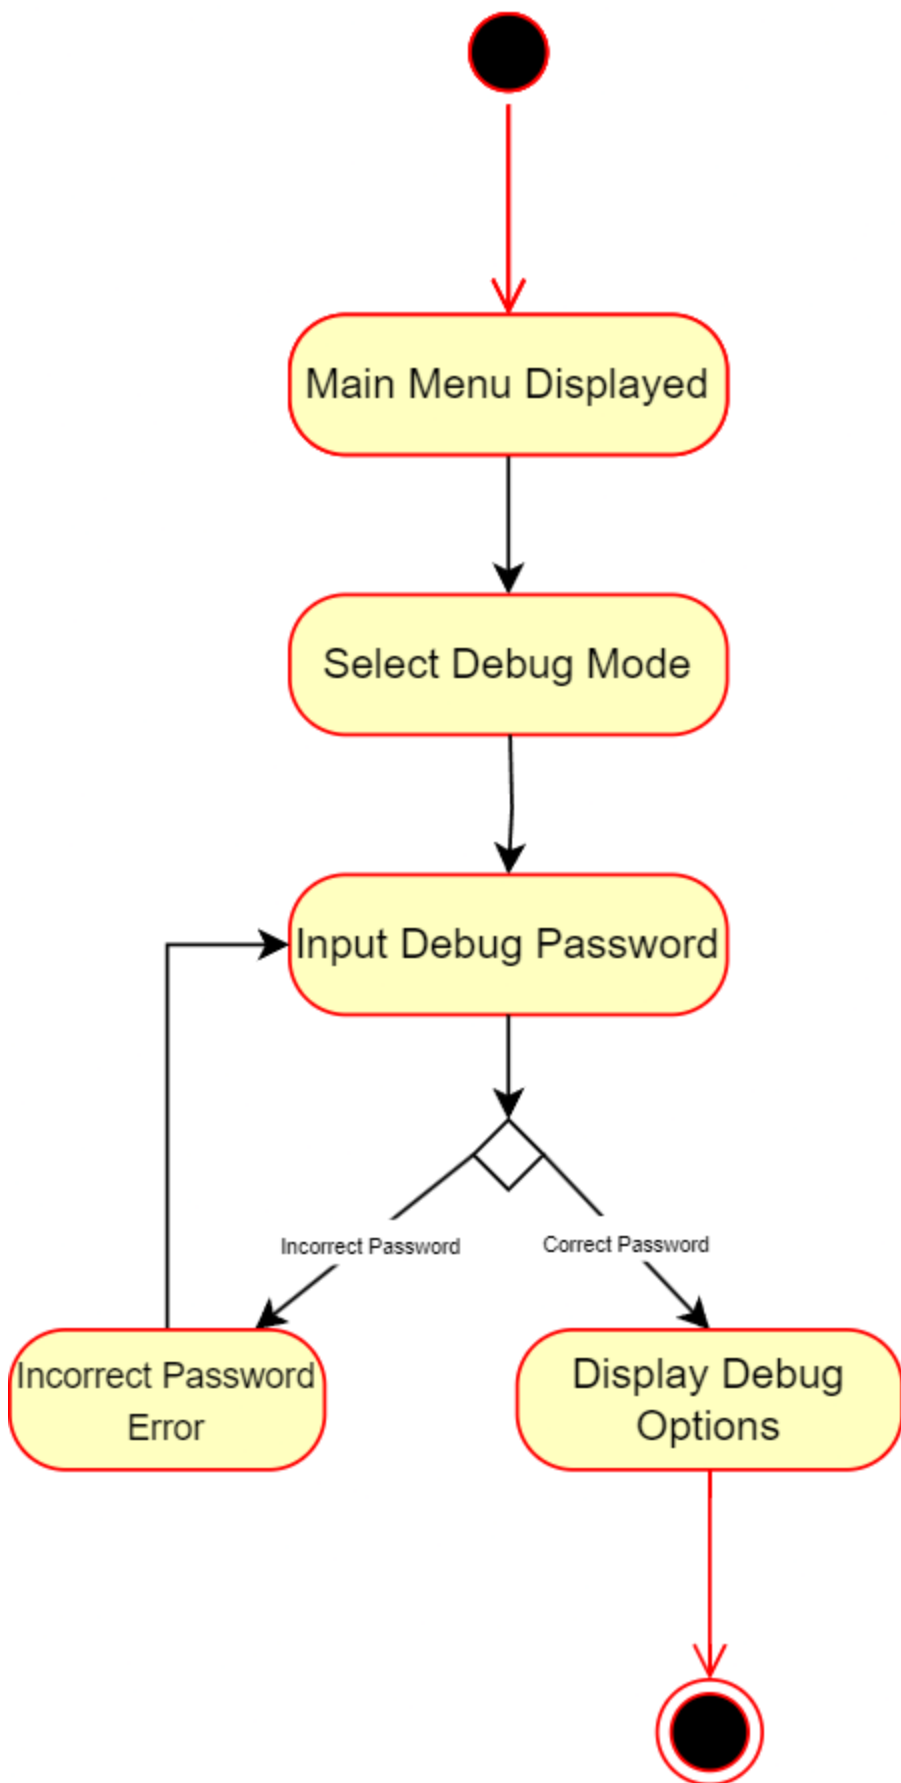 Main Menu Displayed
Select Debug Mode
Input Debug Password
Incorrect Password
Correct Password
Incorrect Password
Error
Display Debug
Options